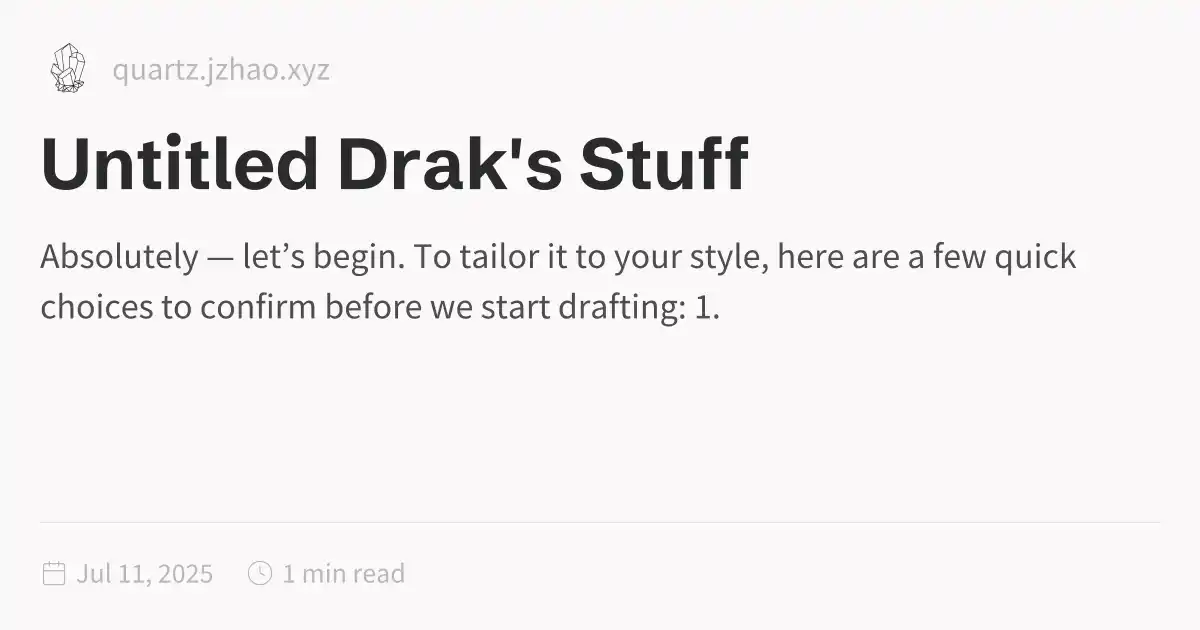 quartz.jzhao.xyz
Untitled Drak's Stuff
Absolutely — let’s begin. To tailor it to your style, here are a few quick
choices to confirm before we start drafting: 1.
Jul 11, 2025 1 min read